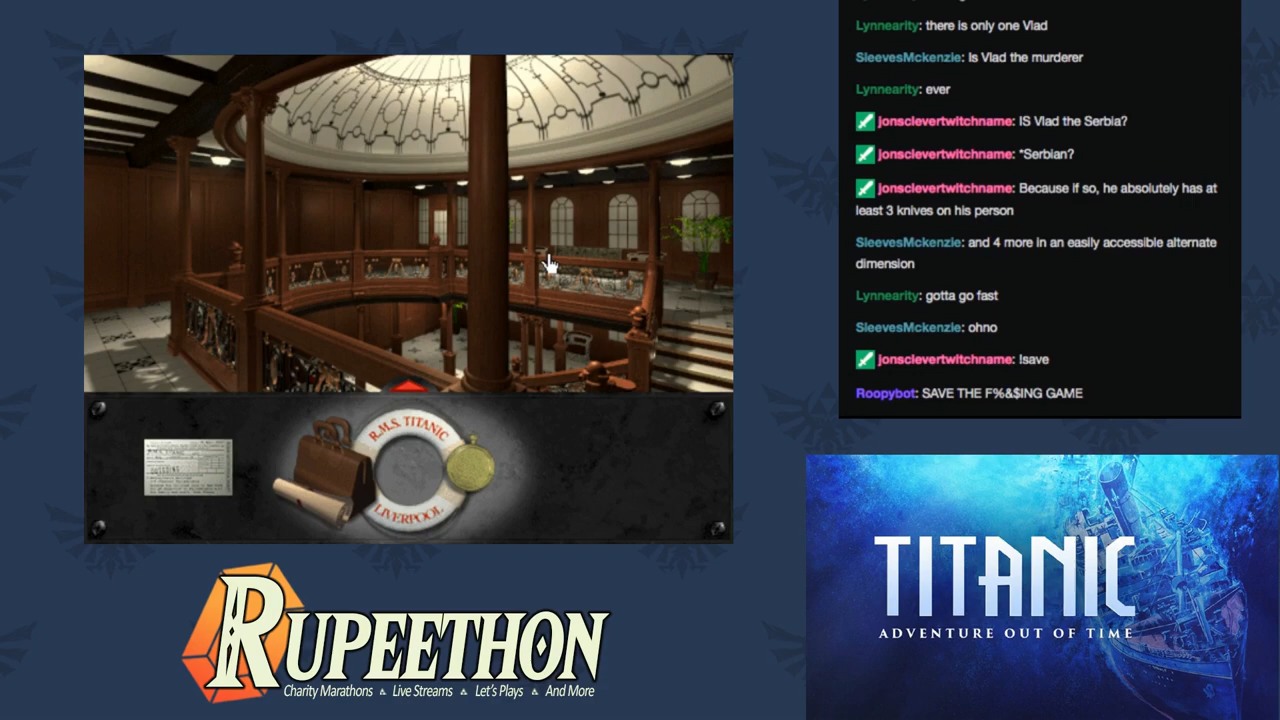 Lynnearity: there is only one Vlad
SleevesMckenzie: Is Vlad the murderer
Lynnearity: ever
jonsclevertwitchname: IS Vlad the Serbia?
jonsclevertwitchname: *Serbian?
jonsclevertwitchname: Because if so, he absolutely has at
least 3 knives on his person
SleevesMckenzie: and 4 more in an easily accessible alternate
dimension
Lynnearity: gotta go fast
SleevesMckenzie: ohno
jonsclevertwitchname: !save
Roopybot: SAVE THE F%&$ING GAME
R.M.S. TITANIC
LIVERPOOL
TITANIC
ADVENTURE OUT OF TIME
RUPEETHON
Charity Marathons Live Streams Let's Plays And More